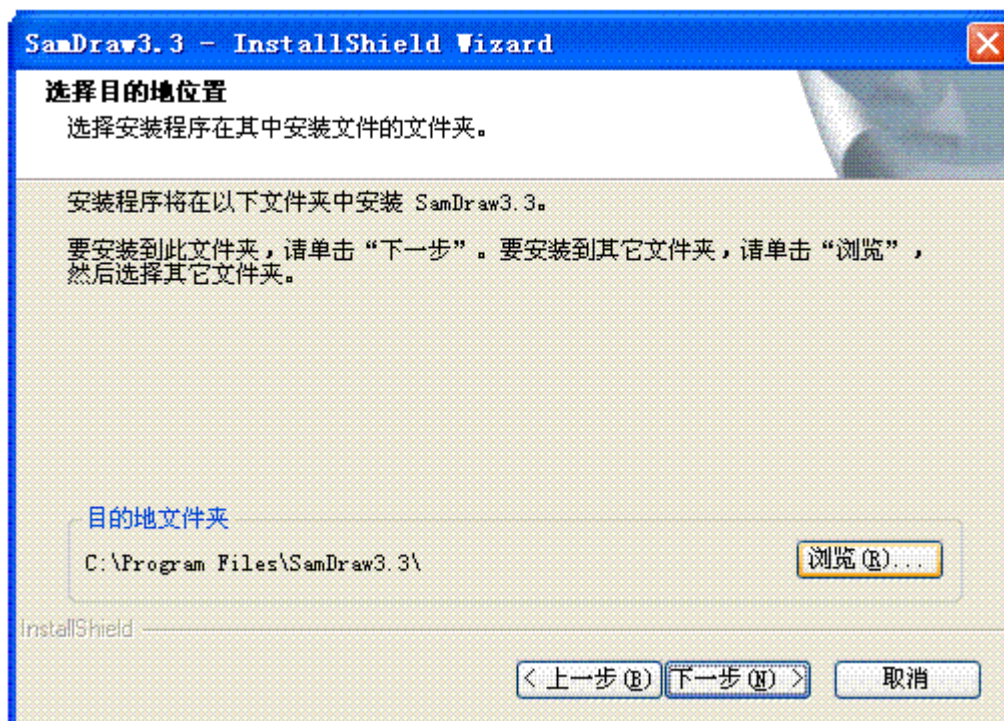 SamDraw3.3 - InstallShield Wizard
选择目的地位置
选择安装程序在其中安装文件的文件夹。
安装程序将在以下文件夹中安装 SamDraw3.3。
要安装到此文件夹，请单击“下一步”。要安装到其它文件夹，请单击“浏览”，
然后选择其它文件夹。
目的地文件夹
C:\Program Files\SamDraw3.3\
浏览(R)...
InstallShield
< 上一步(B)
下一步(N) >
取消